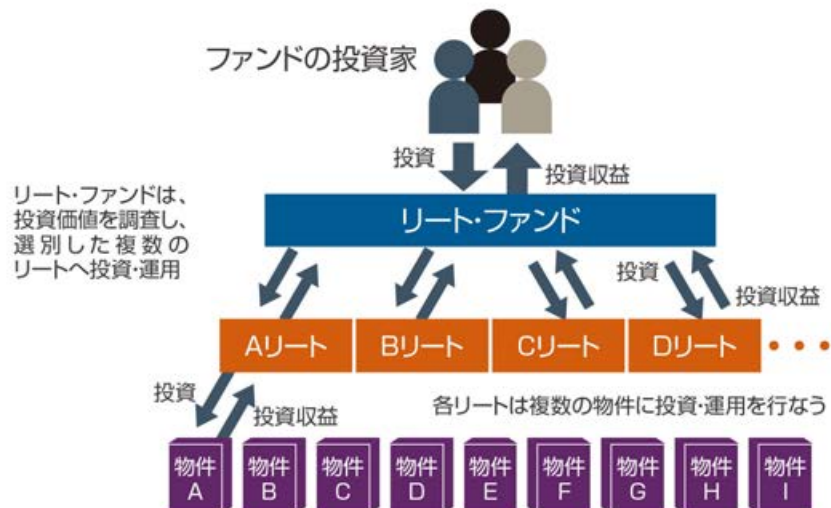 ファンドの投資家
投資
投資収益
リート・ファンドは、
投資価値を調査し、
選別した複数の
リートへ投資・運用
リート・ファンド
投資
投資収益
Aリート
Bリート
Cリート
Dリート
・・・
投資
投資収益
各リートは複数の物件に投資・運用を行なう
物件
A
物件
B
物件
C
物件
D
物件
E
物件
F
物件
G
物件
H
物件
I